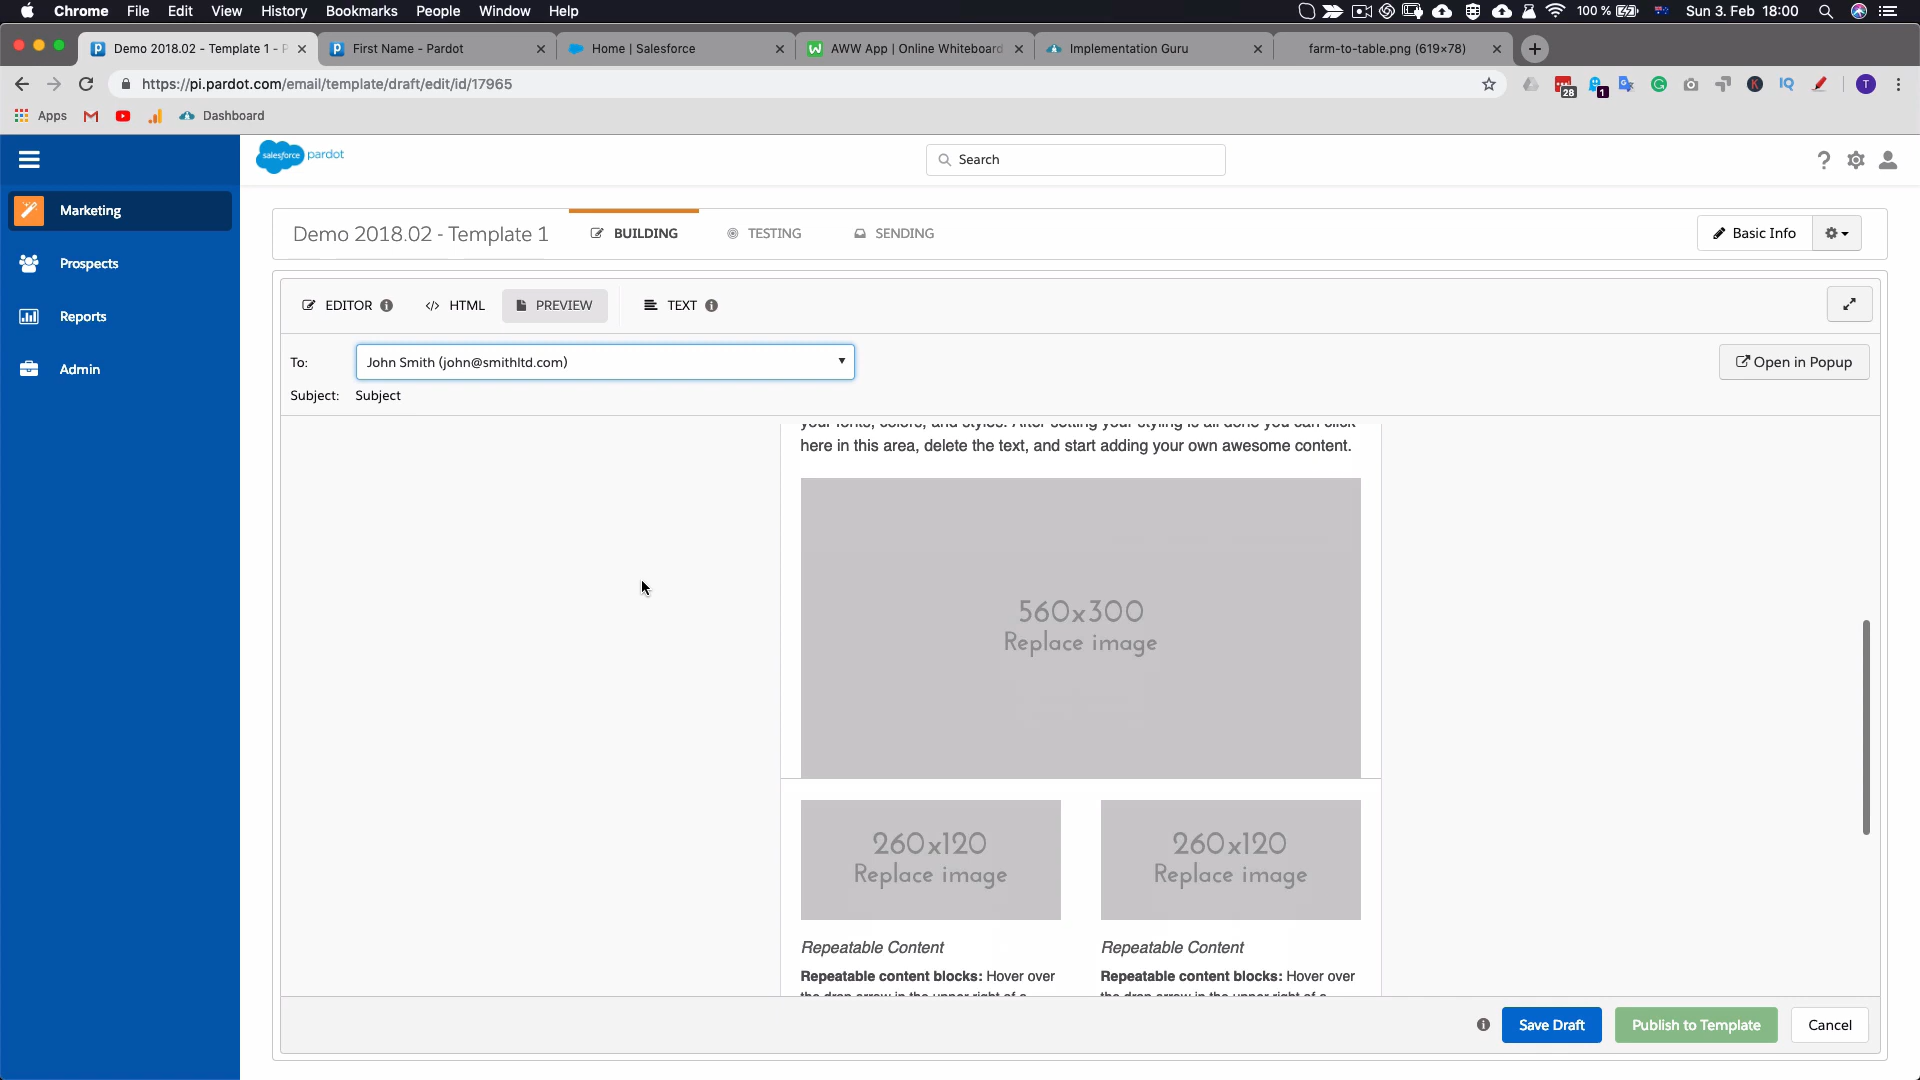 Chrome File Edit View History Bookmarks People Window Help 100 % Sun 3. Feb 18:00
Demo 2018.02 - Template 1 - P First Name - Pardot Home | Salesforce AWW App | Online Whiteboard Implementation Guru farm-to-table.png (619×78)
https://pi.pardot.com/email/template/draft/edit/id/17965 28 1 IQ T
Apps Dashboard
salesforce pardot Search
Marketing
Prospects
Reports
Admin
Demo 2018.02 - Template 1 BUILDING TESTING SENDING Basic Info
EDITOR HTML PREVIEW TEXT
To: John Smith (john@smithltd.com) Open in Popup
Subject: Subject
your fonts, colors, and styles. After setting your styling is all done you can click
here in this area, delete the text, and start adding your own awesome content.
560x300
Replace image
260x120 260x120
Replace image Replace image
Repeatable Content Repeatable Content
Repeatable content blocks: Hover over Repeatable content blocks: Hover over
the drop arrow in the upper right of a the drop arrow in the upper right of a
Save Draft Publish to Template Cancel